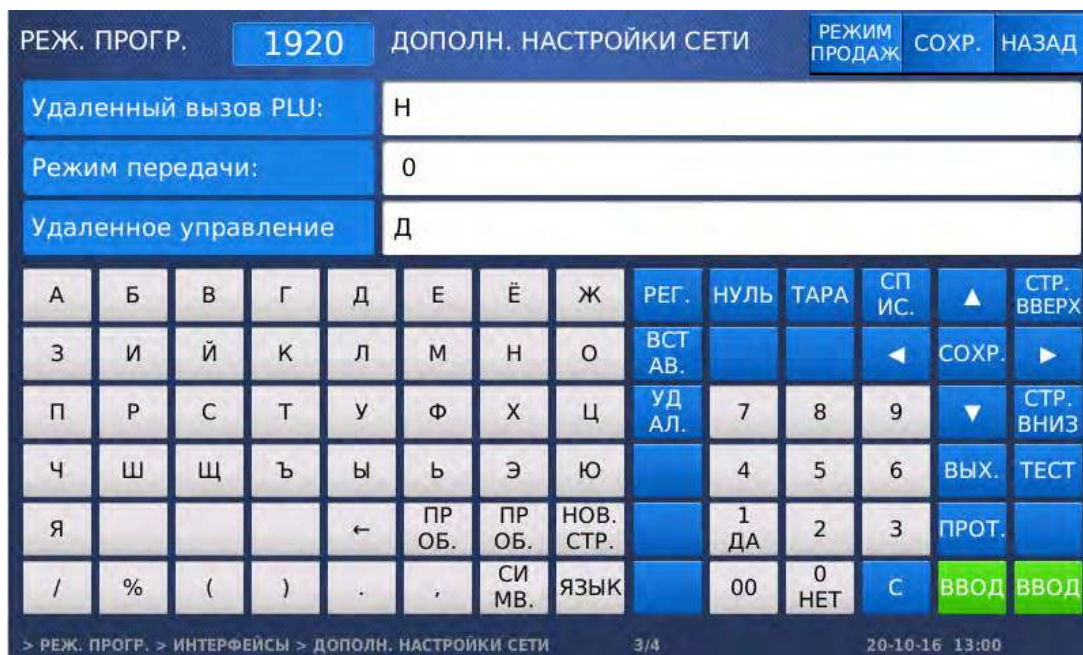 РЕЖ. ПРОГР. 1920 ДОПОЛН. НАСТРОЙКИ СЕТИ РЕЖИМ ПРОДАЖ СОХР. НАЗАД
Удаленный вызов PLU: Н
Режим передачи: 0
Удаленное управление Д
А Б В Г Д Е Ё Ж РЕГ. НУЛЬ ТАРА СП ИС. ▲ СТР. ВВЕРХ
З И Й К Л М Н О ВСТ АВ. ◄ СОХР. ►
П Р С Т У Ф Х Ц УД АЛ. 7 8 9 ▼ СТР. ВНИЗ
Ч Ш Щ Ъ Ы Ь Э Ю 4 5 6 ВЫХ. ТЕСТ
Я ← ПР ОБ. ПР ОБ. НОВ. СТР. 1 ДА 2 3 ПРОТ.
/ % ( ) . , СИ МВ. ЯЗЫК 00 0 НЕТ С ВВОД ВВОД
> РЕЖ. ПРОГР. > ИНТЕРФЕЙСЫ > ДОПОЛН. НАСТРОЙКИ СЕТИ 3/4 20-10-16 13:00